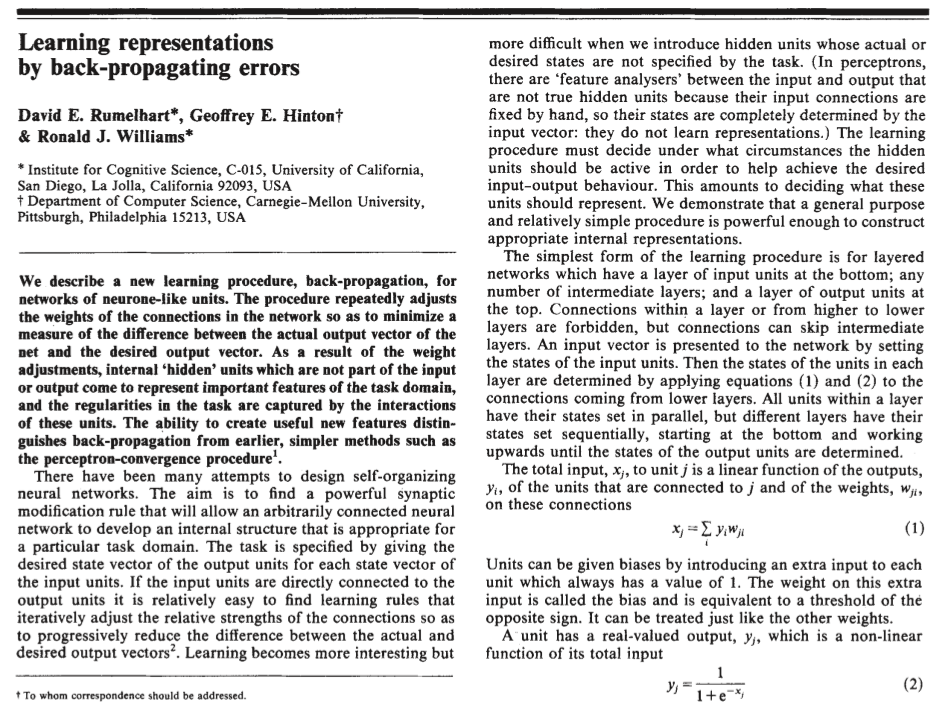 Learning representations
by back-propagating errors
David E. Rumelhart*, Geoffrey E. Hinton†
& Ronald J. Williams*
* Institute for Cognitive Science, C-015, University of California,
San Diego, La Jolla, California 92093, USA
† Department of Computer Science, Carnegie-Mellon University,
Pittsburgh, Philadelphia 15213, USA
We describe a new learning procedure, back-propagation, for
networks of neurone-like units. The procedure repeatedly adjusts
the weights of the connections in the network so as to minimize a
measure of the difference between the actual output vector of the
net and the desired output vector. As a result of the weight
adjustments, internal ‘hidden’ units which are not part of the input
or output come to represent important features of the task domain,
and the regularities in the task are captured by the interactions
of these units. The ability to create useful new features distin-
guishes back-propagation from earlier, simpler methods such as
the perceptron-convergence procedure¹.
There have been many attempts to design self-organizing
neural networks. The aim is to find a powerful synaptic
modification rule that will allow an arbitrarily connected neural
network to develop an internal structure that is appropriate for
a particular task domain. The task is specified by giving the
desired state vector of the output units for each state vector of
the input units. If the input units are directly connected to the
output units it is relatively easy to find learning rules that
iteratively adjust the relative strengths of the connections so as
to progressively reduce the difference between the actual and
desired output vectors². Learning becomes more interesting but
† To whom correspondence should be addressed.
more difficult when we introduce hidden units whose actual or
desired states are not specified by the task. (In perceptrons,
there are ‘feature analysers’ between the input and output that
are not true hidden units because their input connections are
fixed by hand, so their states are completely determined by the
input vector: they do not learn representations.) The learning
procedure must decide under what circumstances the hidden
units should be active in order to help achieve the desired
input-output behaviour. This amounts to deciding what these
units should represent. We demonstrate that a general purpose
and relatively simple procedure is powerful enough to construct
appropriate internal representations.
The simplest form of the learning procedure is for layered
networks which have a layer of input units at the bottom; any
number of intermediate layers; and a layer of output units at
the top. Connections within a layer or from higher to lower
layers are forbidden, but connections can skip intermediate
layers. An input vector is presented to the network by setting
the states of the input units. Then the states of the units in each
layer are determined by applying equations (1) and (2) to the
connections coming from lower layers. All units within a layer
have their states set in parallel, but different layers have their
states set sequentially, starting at the bottom and working
upwards until the states of the output units are determined.
The total input, xⱼ, to unit j is a linear function of the outputs,
yᵢ, of the units that are connected to j and of the weights, wⱼᵢ,
on these connections
xⱼ = ∑ᵢ yᵢwⱼᵢ (1)
Units can be given biases by introducing an extra input to each
unit which always has a value of 1. The weight on this extra
input is called the bias and is equivalent to a threshold of the
opposite sign. It can be treated just like the other weights.
A unit has a real-valued output, yⱼ, which is a non-linear
function of its total input
yⱼ = 1 / (1+e^(−xⱼ)) (2)